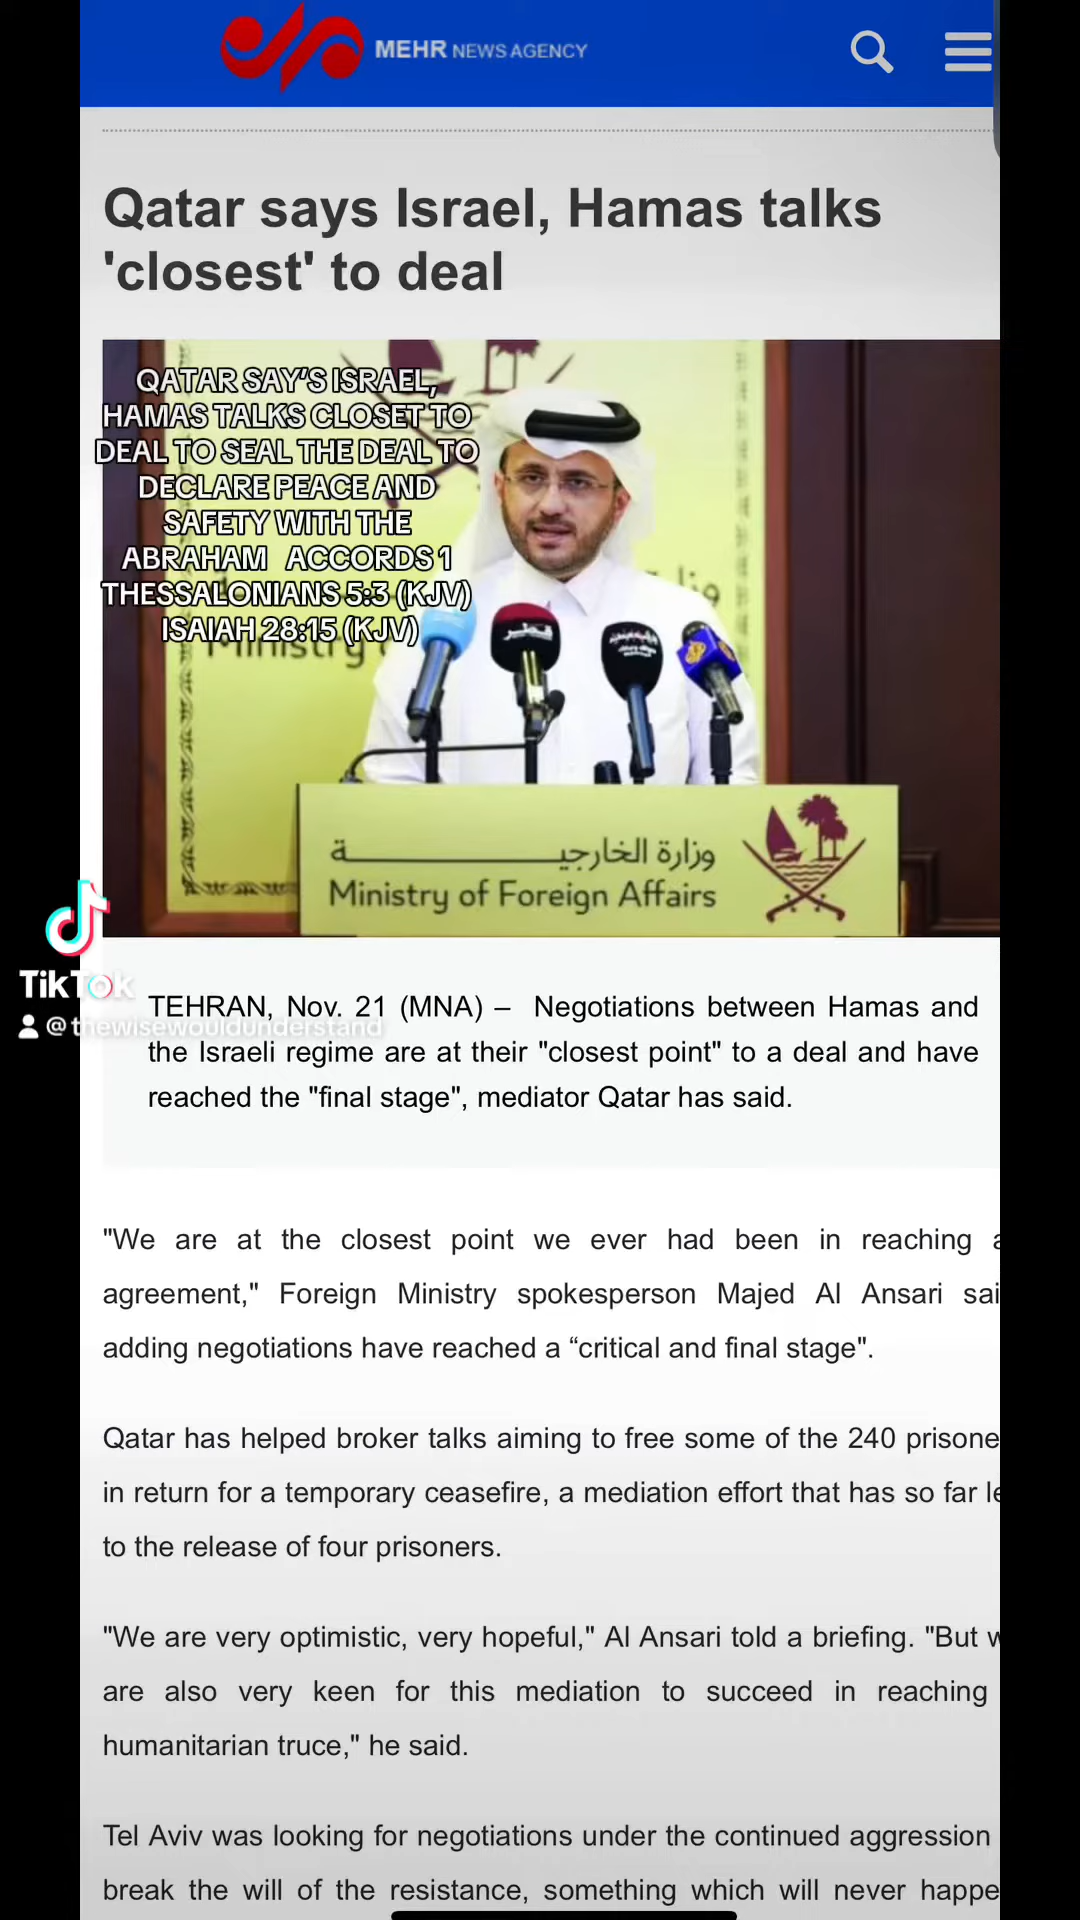 MEHR NEWS AGENCY
Qatar says Israel, Hamas talks
'closest' to deal
QATAR SAY'S ISRAEL,
HAMAS TALKS CLOSET TO
DEAL TO SEAL THE DEAL TO
DECLARE PEACE AND
SAFETY WITH THE
ABRAHAM ACCORDS 1
THESSALONIANS 5:3 (KJV)
ISAIAH 28:15 (KJV)
Ministry
وزارة الخارجيـــــــــــــة
Ministry of Foreign Affairs
TikTok
@thewisewouldunderstand
TEHRAN, Nov. 21 (MNA) – Negotiations between Hamas and
the Israeli regime are at their "closest point" to a deal and have
reached the "final stage", mediator Qatar has said.
"We are at the closest point we ever had been in reaching a
agreement," Foreign Ministry spokesperson Majed Al Ansari sai
adding negotiations have reached a “critical and final stage".
Qatar has helped broker talks aiming to free some of the 240 prisone
in return for a temporary ceasefire, a mediation effort that has so far le
to the release of four prisoners.
"We are very optimistic, very hopeful," Al Ansari told a briefing. "But w
are also very keen for this mediation to succeed in reaching
humanitarian truce," he said.
Tel Aviv was looking for negotiations under the continued aggression
break the will of the resistance, something which will never happe